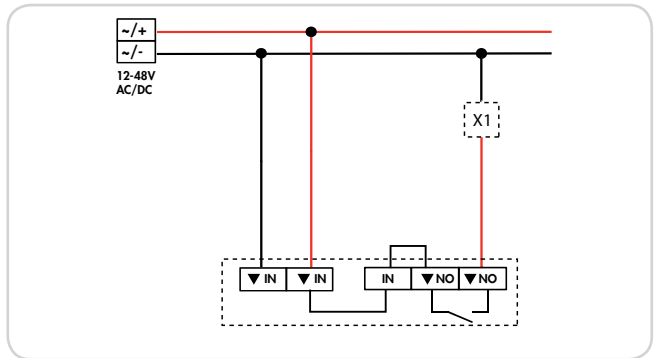 ~/+
~/-
12-48V
AC/DC
X1
▼ IN
▼ IN
IN
▼ NO
▼ NO